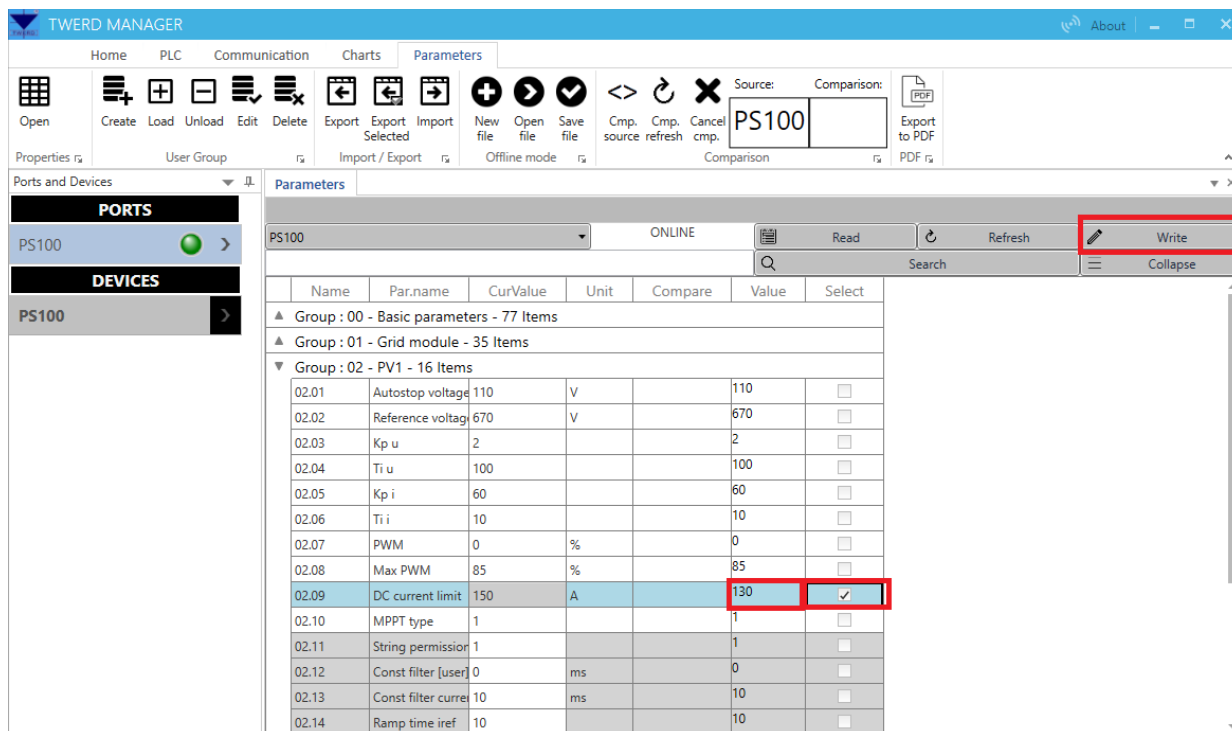 TWERD MANAGER
About
Home PLC Communication Charts Parameters
Open Create Load Unload Edit Delete Export Export Selected Import New file Open file Save file Cmp. source Cmp. refresh Cancel cmp. Source: PS100 Comparison: PDF Export to PDF
Properties User Group Import / Export Offline mode Comparison PDF
Ports and Devices
PORTS
PS100
DEVICES
PS100
Parameters
PS100 ONLINE Read Refresh Write
Search Collapse
Name Par.name CurValue Unit Compare Value Select
Group : 00 - Basic parameters - 77 Items
Group : 01 - Grid module - 35 Items
Group : 02 - PV1 - 16 Items
02.01 Autostop voltage 110 V 110
02.02 Reference voltag 670 V 670
02.03 Kp u 2 2
02.04 Ti u 100 100
02.05 Kp i 60 60
02.06 Ti i 10 10
02.07 PWM 0 % 0
02.08 Max PWM 85 % 85
02.09 DC current limit 150 A 130
02.10 MPPT type 1 1
02.11 String permission 1 1
02.12 Const filter [user] 0 ms 0
02.13 Const filter curre 10 ms 10
02.14 Ramp time iref 10 10